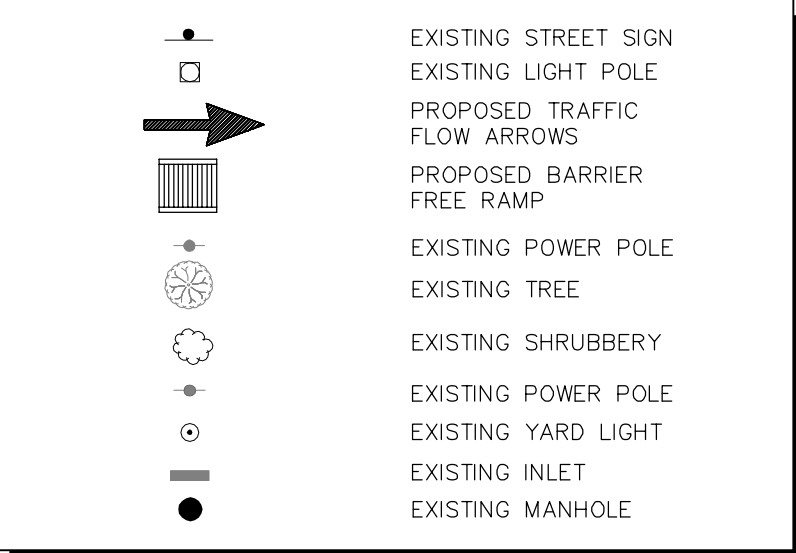 EXISTING STREET SIGN
EXISTING LIGHT POLE
PROPOSED TRAFFIC
FLOW ARROWS
PROPOSED BARRIER
FREE RAMP
EXISTING POWER POLE
EXISTING TREE
EXISTING SHRUBBERY
EXISTING POWER POLE
EXISTING YARD LIGHT
EXISTING INLET
EXISTING MANHOLE